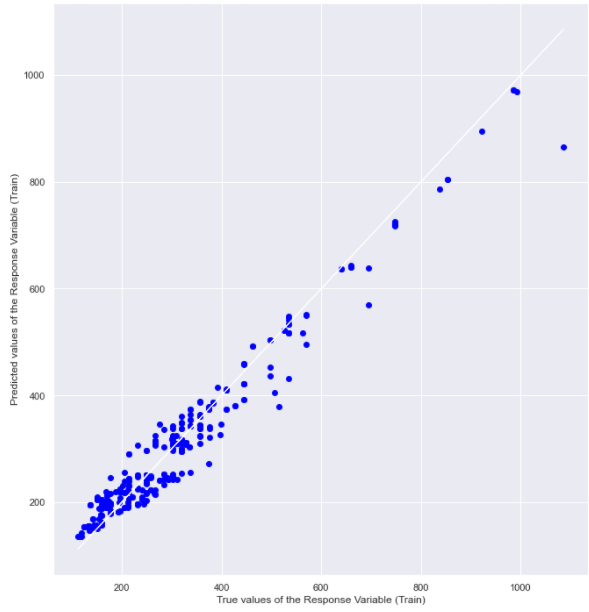 Predicted values of the Response Variable (Train)
1000
800
600
400
200
200 400 600 800 1000
True values of the Response Variable (Train)